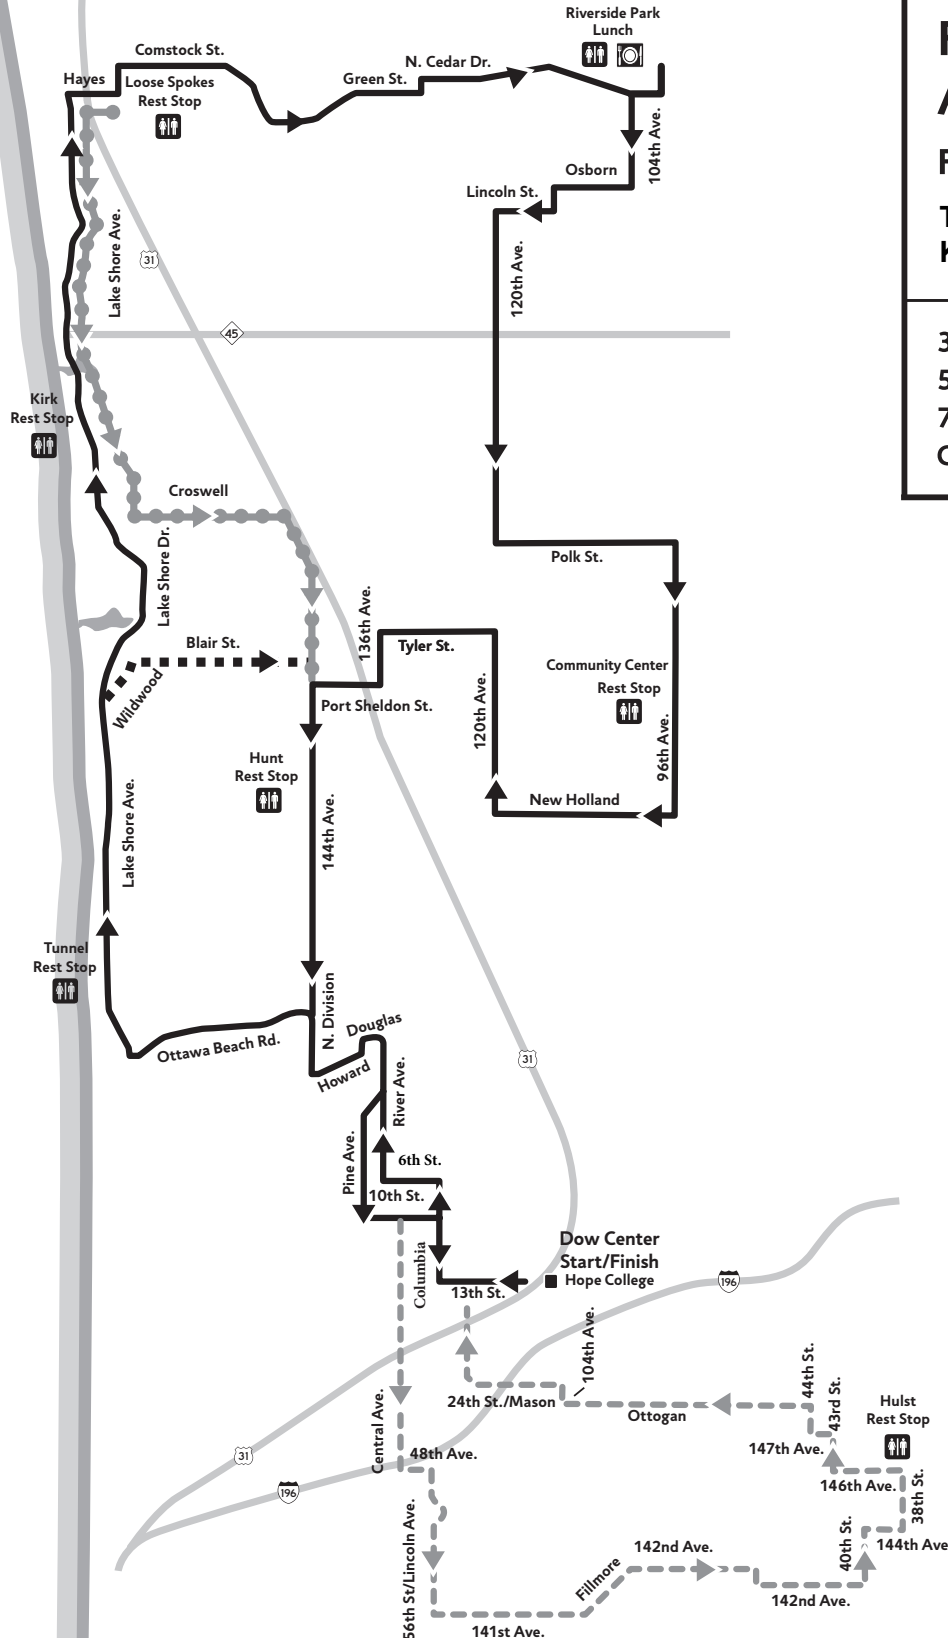 Riverside Park
Lunch
Comstock St.
N. Cedar Dr.
Hayes
Loose Spokes
Rest Stop
Green St.
104th Ave.
Osborn
Lincoln St.
Lake Shore Ave.
31
120th Ave.
45
3
5
7
Kirk
Rest Stop
Croswell
Lake Shore Dr.
Polk St.
136th Ave.
Blair St.
Tyler St.
Community Center
Rest Stop
Wildwood
Port Sheldon St.
120th Ave.
96th Ave.
Hunt
Rest Stop
New Holland
Lake Shore Ave.
144th Ave.
Tunnel
Rest Stop
N. Division
Douglas
Ottawa Beach Rd.
Howard
31
River Ave.
Pine Ave.
6th St.
10th St.
Columbia
Dow Center
Start/Finish
Hope College
13th St.
196
104th Ave.
24th St./Mason
Ottogan
44th St.
43rd St.
Hulst
Rest Stop
Central Ave.
147th Ave.
48th Ave.
31
196
146th Ave.
38th St.
56th St/Lincoln Ave.
40th St.
144th Ave
142nd Ave.
Fillmore
142nd Ave.
141st Ave.